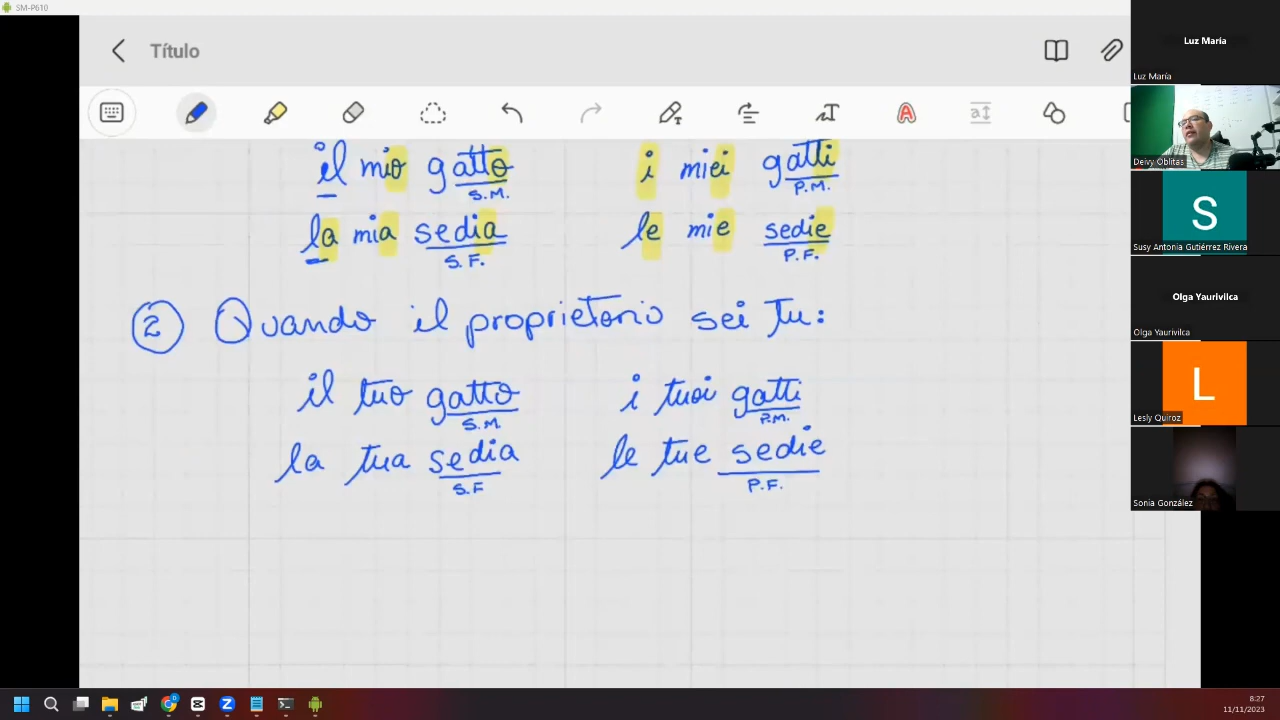 SM-P610
Título
Luz María
Luz María
il mio gatto i miei gatti
S.M. P.M.
Deivy Oblitas
la mia sedia le mie sedie
S.F. P.F.
S
Susy Antonia Gutiérrez Rivera
2 Quando il proprietario sei tu:
Olga Yaurivilca
Olga Yaurivilca
il tuo gatto i tuoi gatti
S.M. P.M.
L
Lesly Quiroz
la tua sedia le tue sedie
S.F P.F.
Sonia González
8:27
11/11/2023